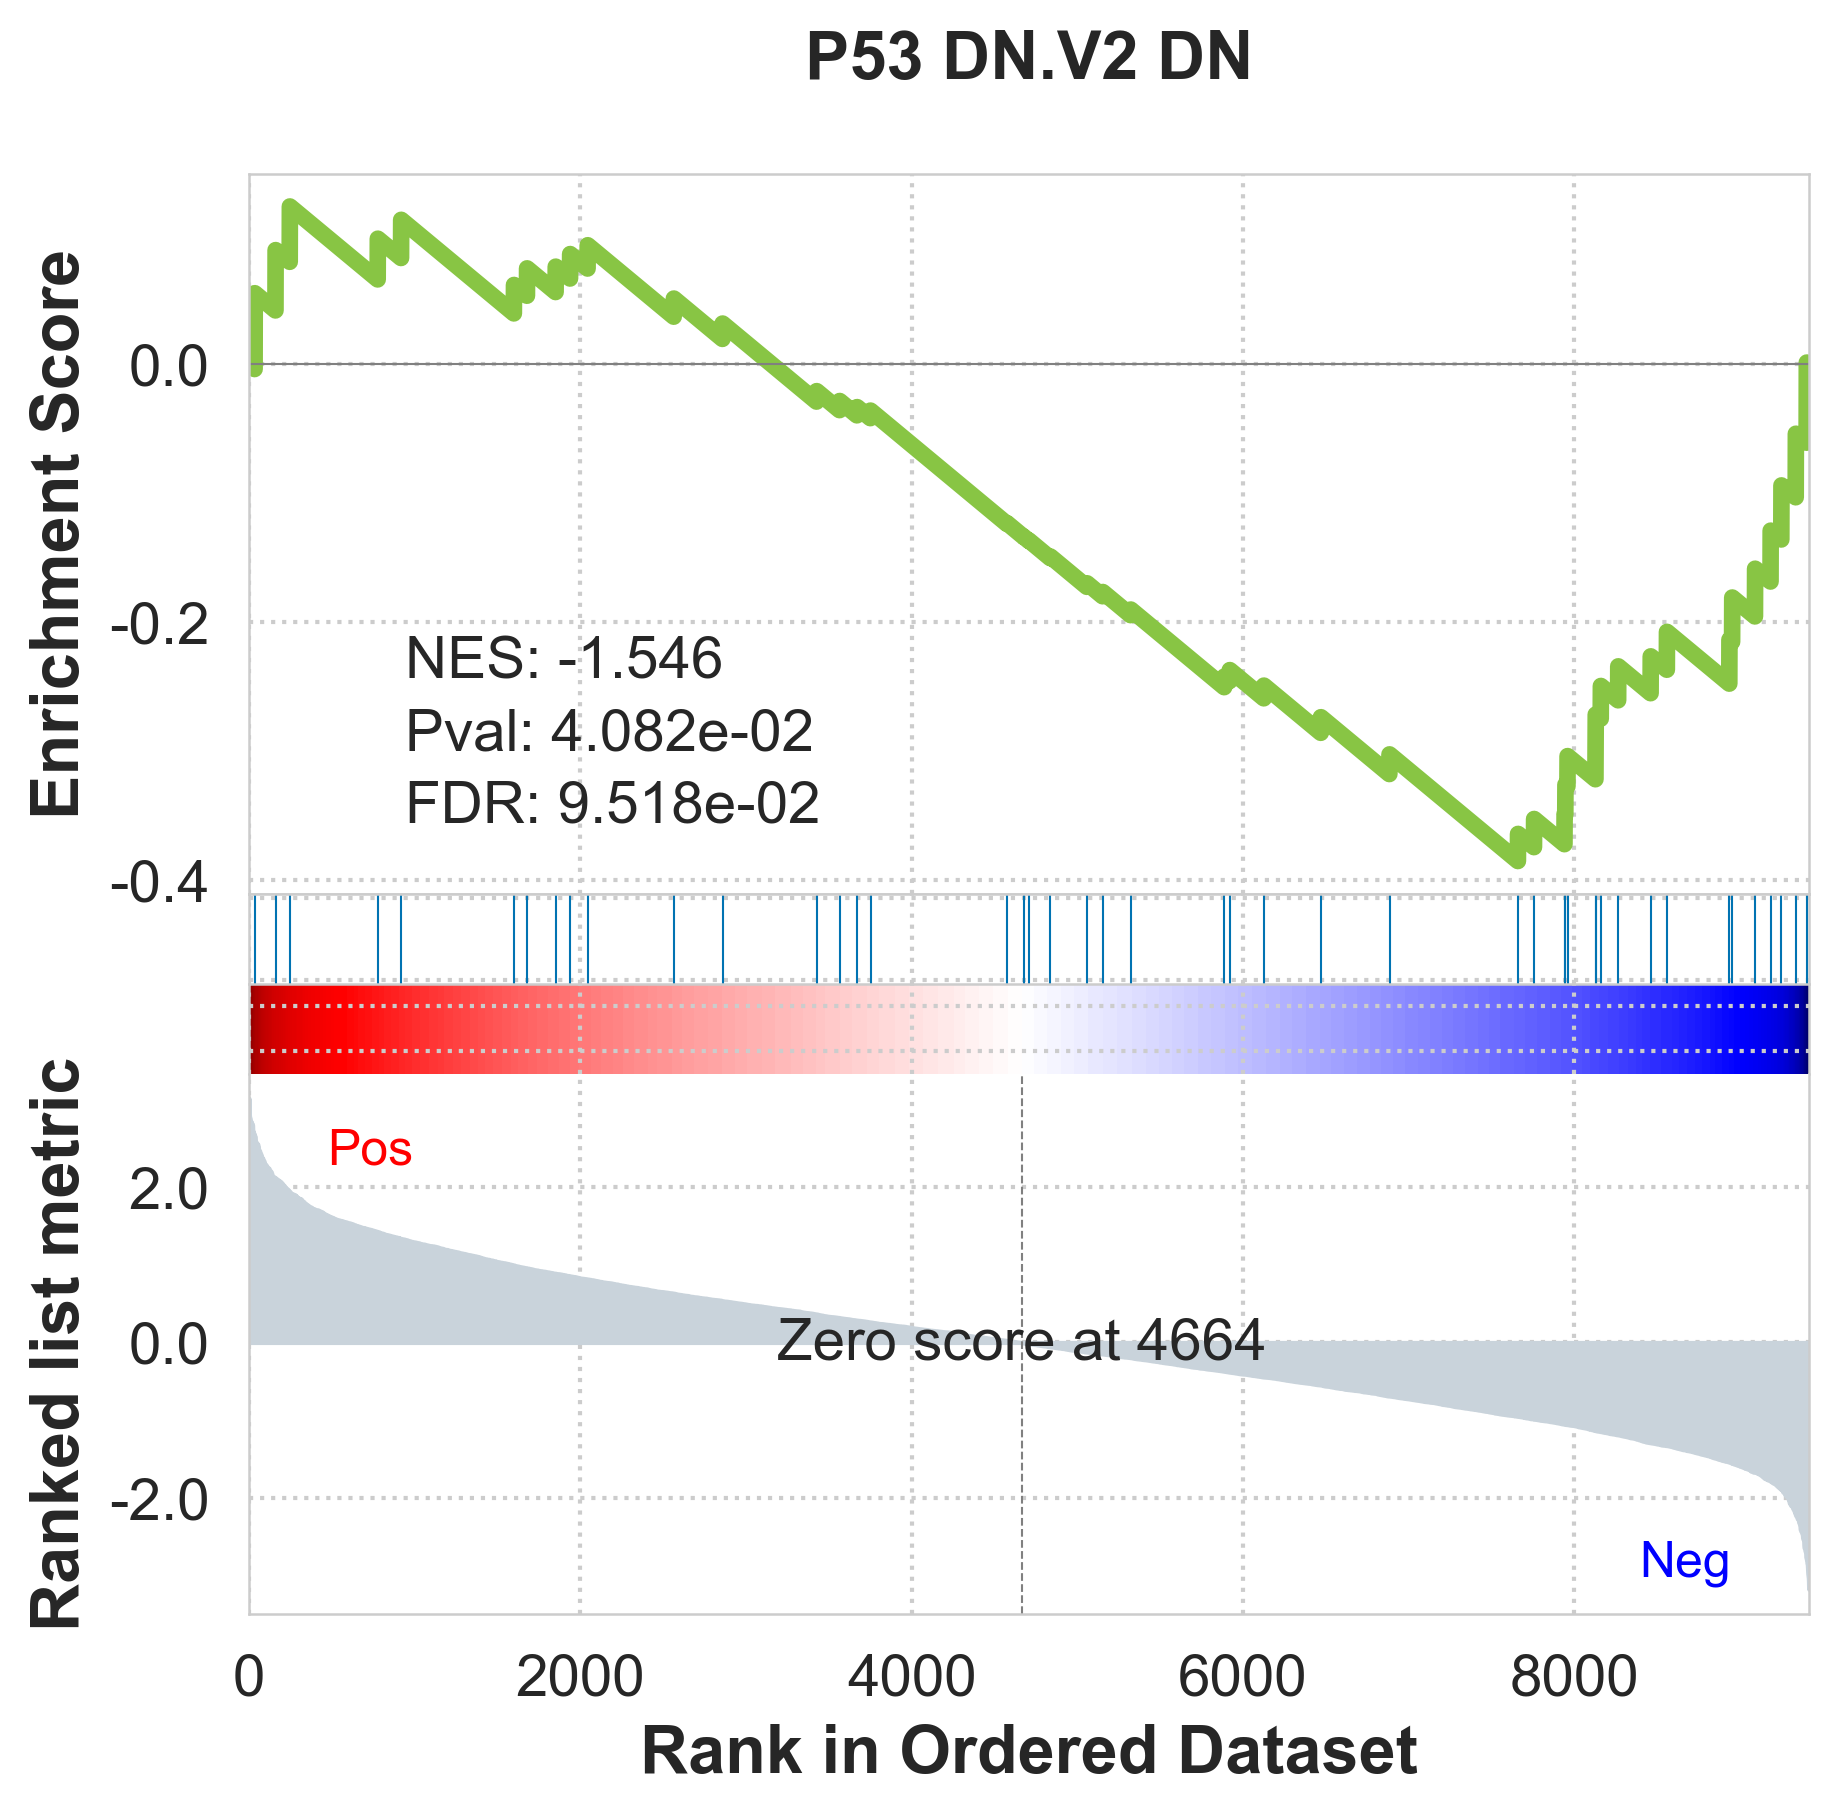 P53 DN.V2 DN
Enrichment Score
0.0
-0.2
-0.4
NES: -1.546
Pval: 4.082e-02
FDR: 9.518e-02
Ranked list metric
2.0
0.0
-2.0
Pos
Zero score at 4664
Neg
0 2000 4000 6000 8000
Rank in Ordered Dataset